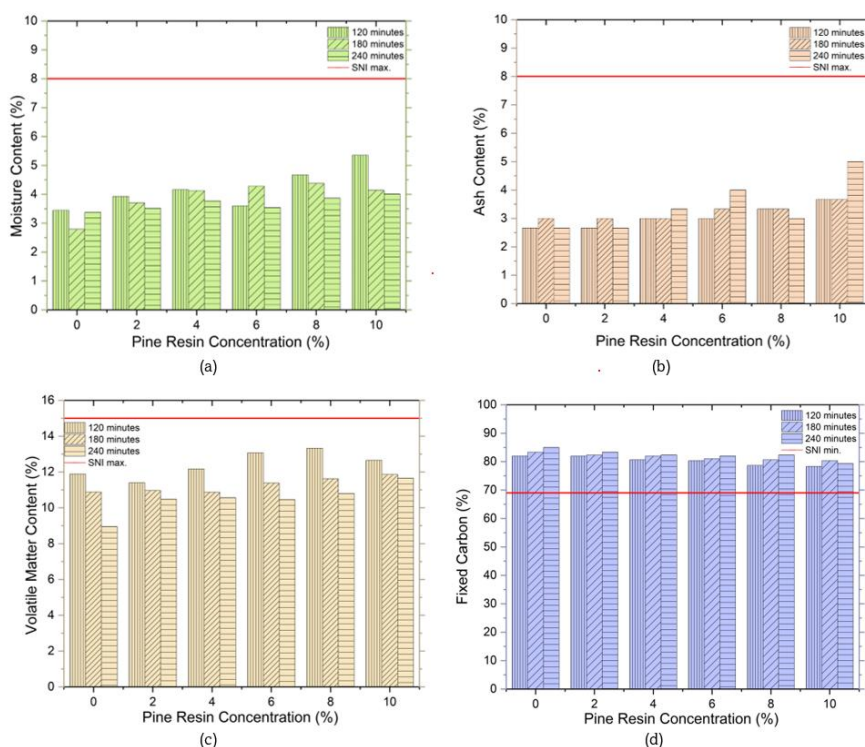 120 minutes
180 minutes
240 minutes
SNI max.
Moisture Content (%)
10
9
8
7
6
5
4
3
2
1
0
0 2 4 6 8 10
Pine Resin Concentration (%)
(a)
120 minutes
180 minutes
240 minutes
SNI max.
Ash Content (%)
10
9
8
7
6
5
4
3
2
1
0
0 2 4 6 8 10
Pine Resin Concentration (%)
(b)
120 minutes
180 minutes
240 minutes
SNI max.
Volatile Matter Content (%)
16
14
12
10
8
6
4
2
0
0 2 4 6 8 10
Pine Resin Concentration (%)
(c)
120 minutes
180 minutes
240 minutes
SNI min.
Fixed Carbon (%)
100
90
80
70
60
50
40
30
20
10
0
0 2 4 6 8 10
Pine Resin Concentration (%)
(d)